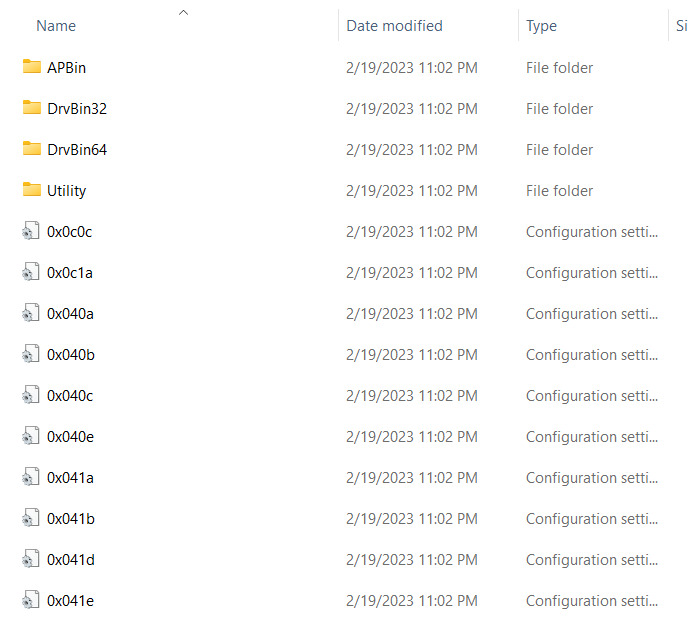 Name Date modified Type Si
APBin 2/19/2023 11:02 PM File folder
DrvBin32 2/19/2023 11:02 PM File folder
DrvBin64 2/19/2023 11:02 PM File folder
Utility 2/19/2023 11:02 PM File folder
0x0c0c 2/19/2023 11:02 PM Configuration setti...
0x0c1a 2/19/2023 11:02 PM Configuration setti...
0x040a 2/19/2023 11:02 PM Configuration setti...
0x040b 2/19/2023 11:02 PM Configuration setti...
0x040c 2/19/2023 11:02 PM Configuration setti...
0x040e 2/19/2023 11:02 PM Configuration setti...
0x041a 2/19/2023 11:02 PM Configuration setti...
0x041b 2/19/2023 11:02 PM Configuration setti...
0x041d 2/19/2023 11:02 PM Configuration setti...
0x041e 2/19/2023 11:02 PM Configuration setti...